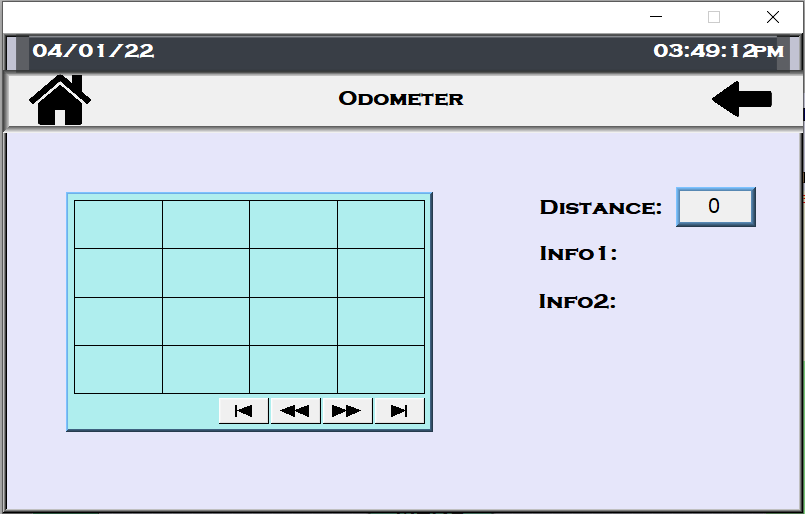 04/01/22 03:49:12PM
Odometer
Distance: 0
Info1:
Info2: